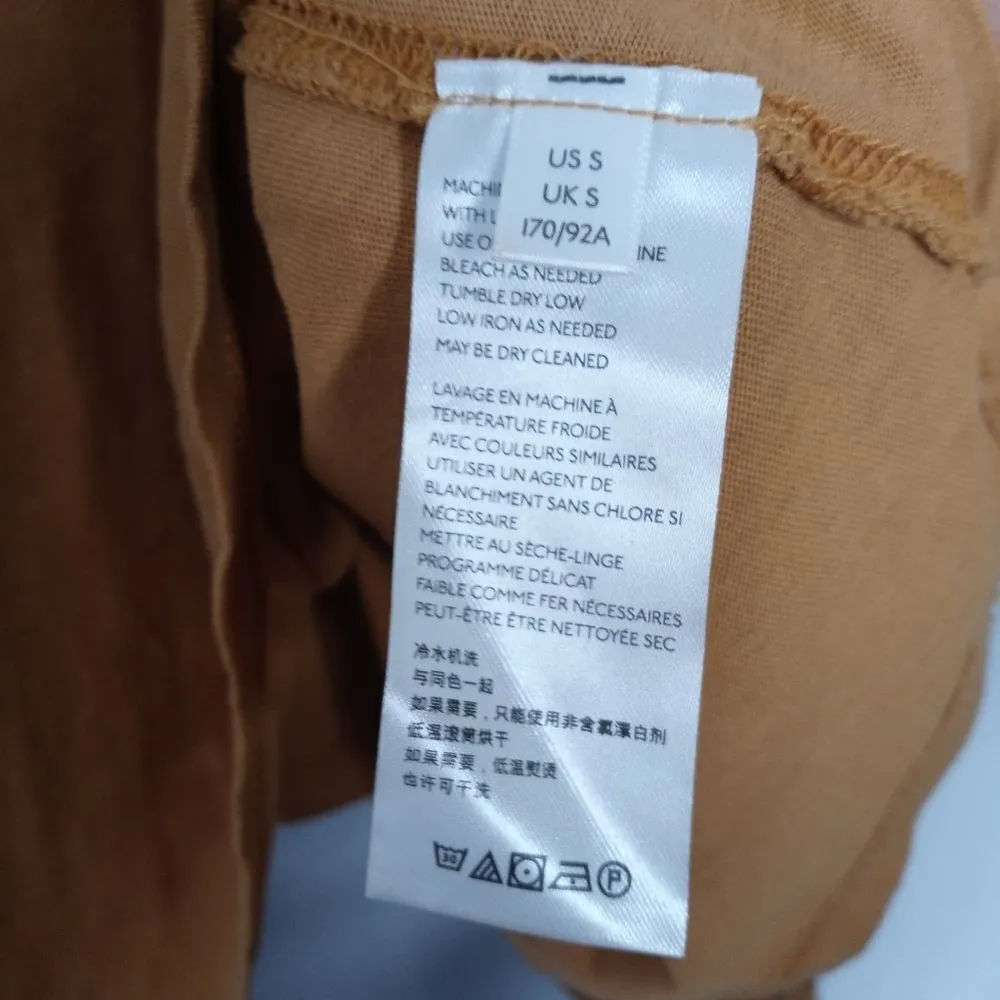 US S
UK S
170/92A
MACHI
WITH L
USE O INE
BLEACH AS NEEDED
TUMBLE DRY LOW
LOW IRON AS NEEDED
MAY BE DRY CLEANED
LAVAGE EN MACHINE À
TEMPÉRATURE FROIDE
AVEC COULEURS SIMILAIRES
UTILISER UN AGENT DE
BLANCHIMENT SANS CHLORE SI
NÉCESSAIRE
METTRE AU SÈCHE-LINGE
PROGRAMME DÉLICAT
FAIBLE COMME FER NÉCESSAIRES
PEUT-ÊTRE ÊTRE NETTOYÉE SEC
冷水机洗
与同色一起
如果需要，只能使用非含氯漂白剂
低温滚筒烘干
如果需要，低温熨烫
也许可干洗
30 P